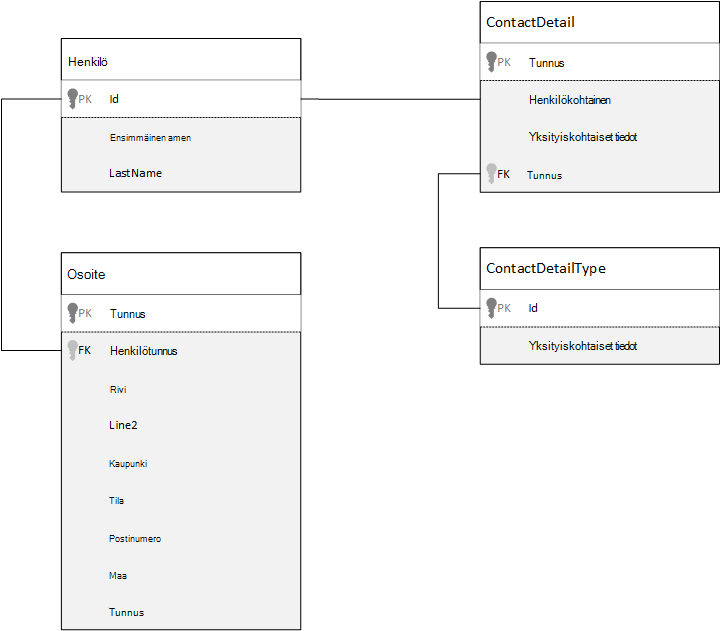 Henkilö
PK Id
Ensimmäinen amen
LastName
ContactDetail
PK Tunnus
Henkilökohtainen
Yksityiskohtaiset tiedot
FK Tunnus
Osoite
PK Tunnus
FK Henkilötunnus
Rivi
Line2
Kaupunki
Tila
Postinumero
Maa
Tunnus
ContactDetailType
PK Id
Yksityiskohtaiset tiedot